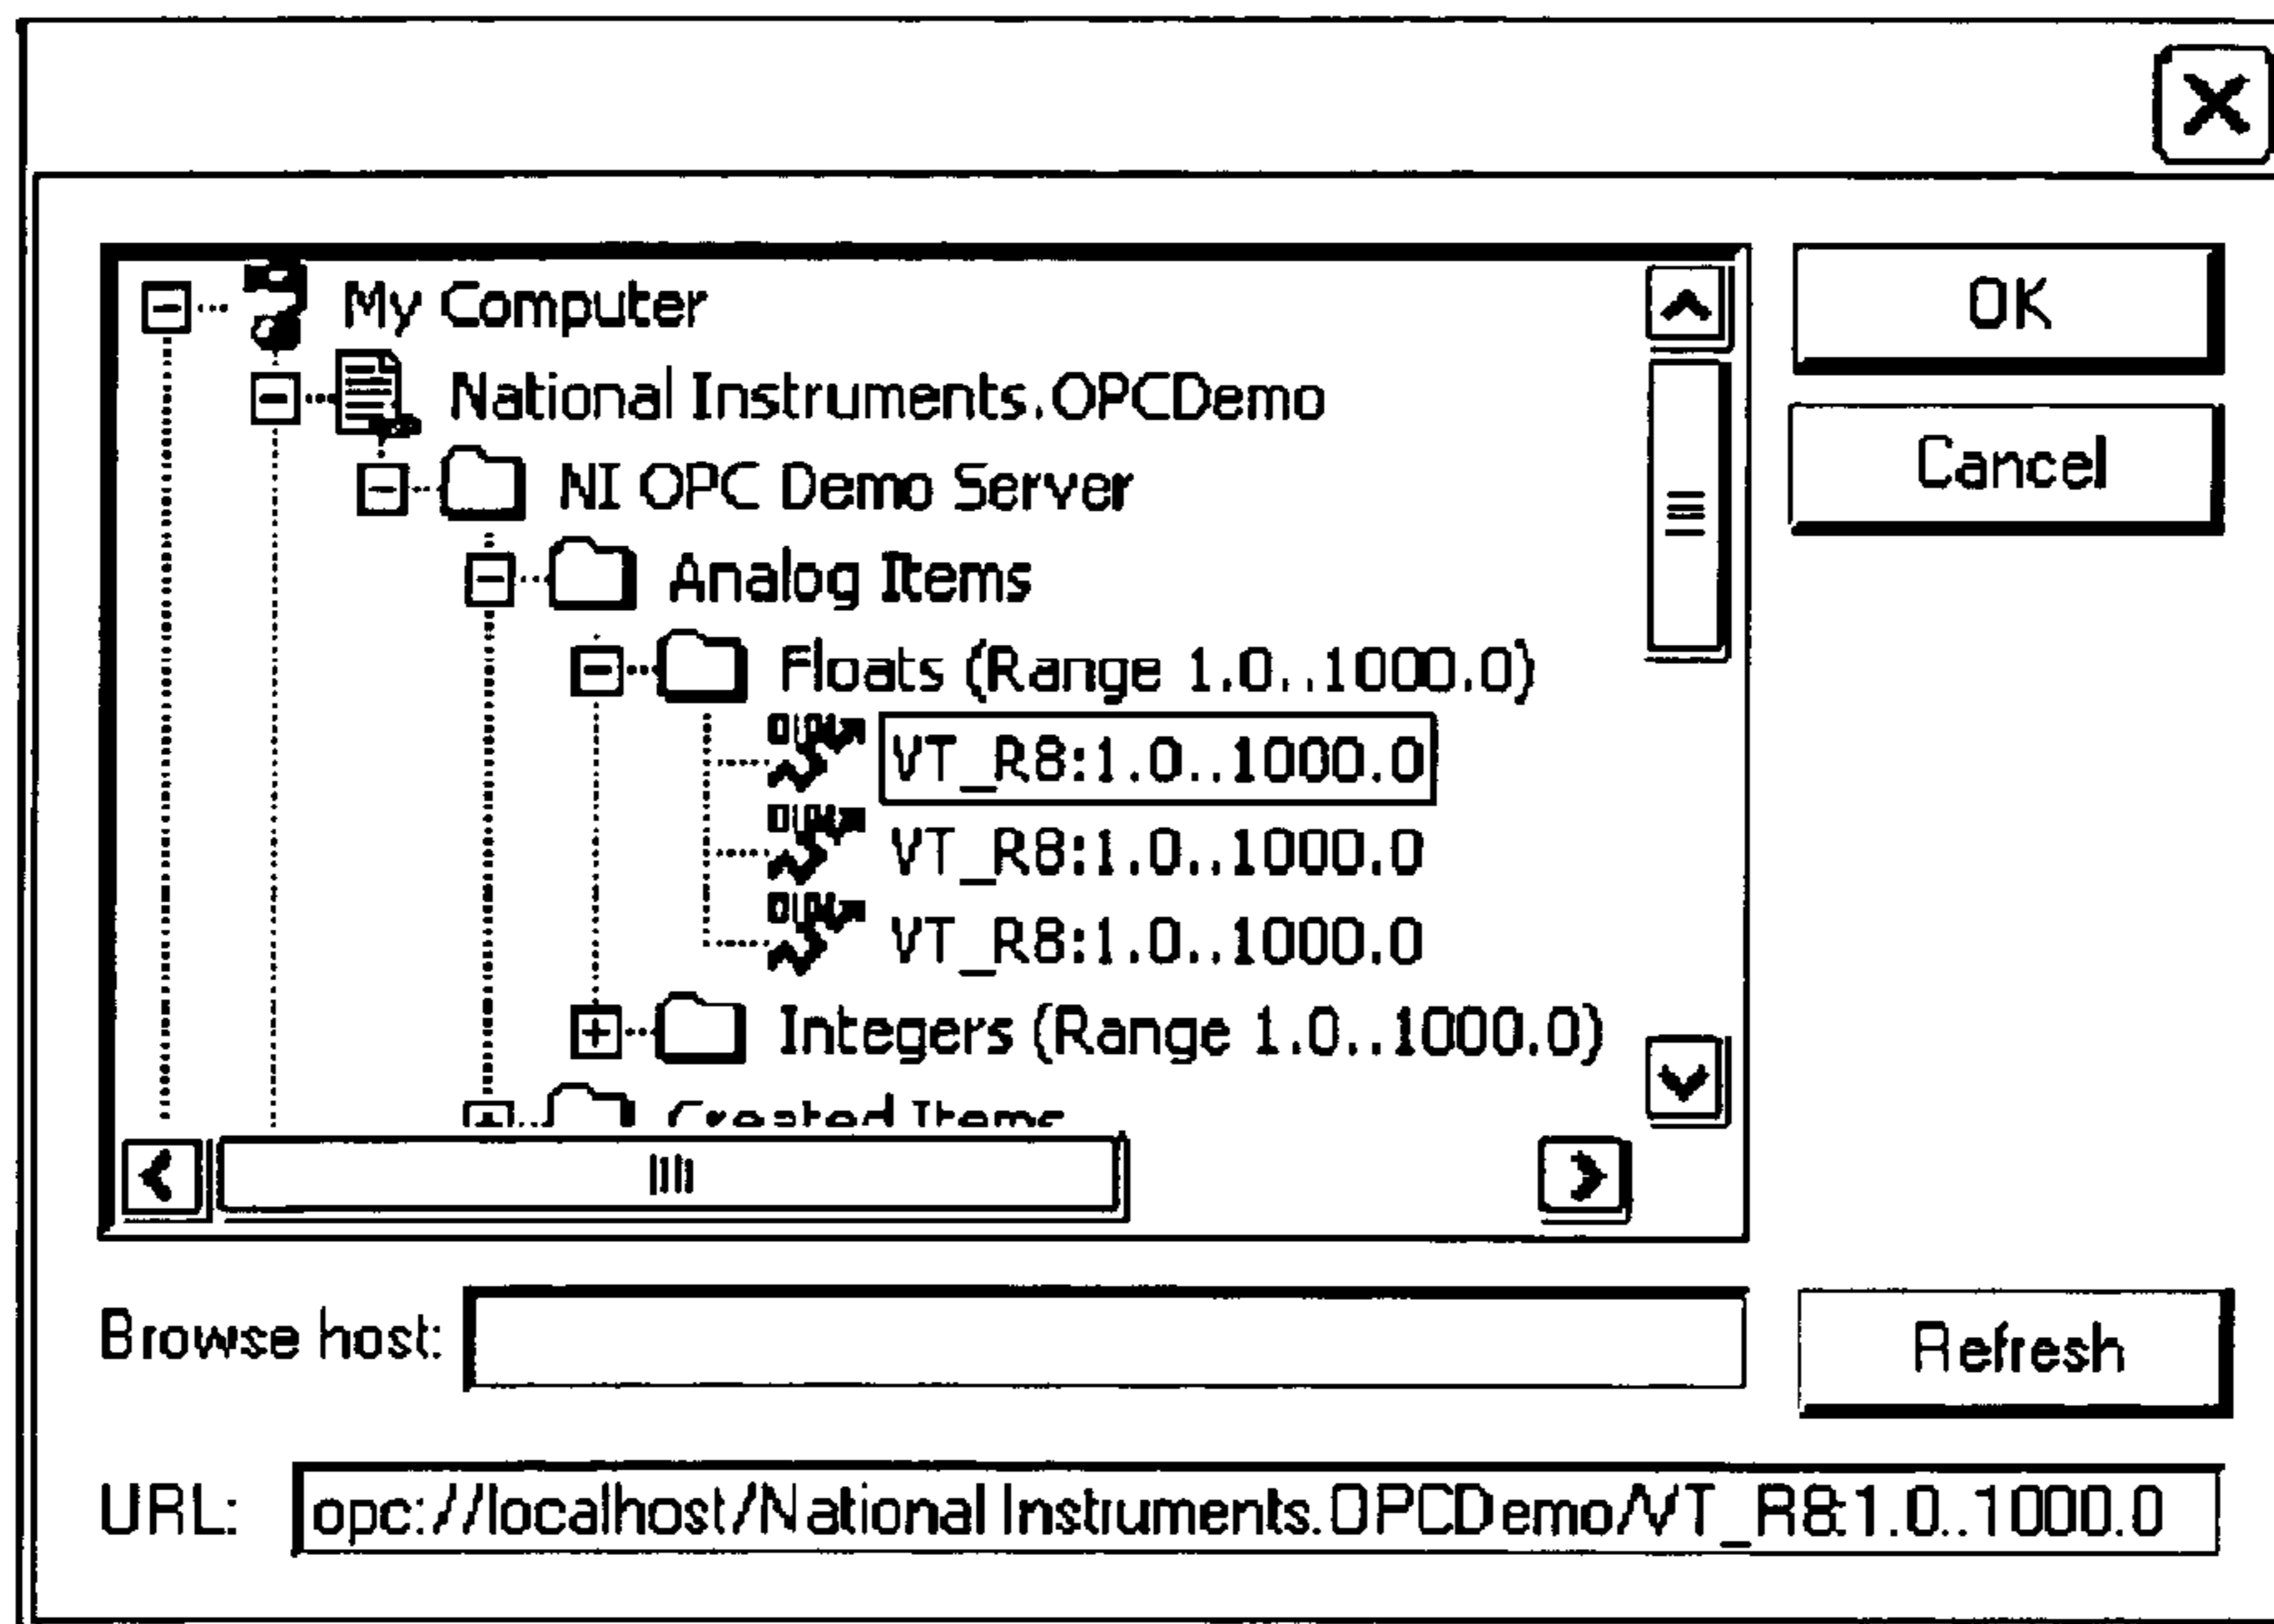 My Computer
National Instruments.OPCDemo
NI OPC Demo Server
Analog Items
Floats (Range 1.0..1000.0)
VT_R8:1.0..1000.0
VT_R8:1.0..1000.0
VT_R8:1.0..1000.0
Integers (Range 1.0..1000.0)
Items
OK
Cancel
Browse host:
Refresh
URL: opc://localhost/National Instruments.OPCDemo/VT_R8:1.0..1000.0